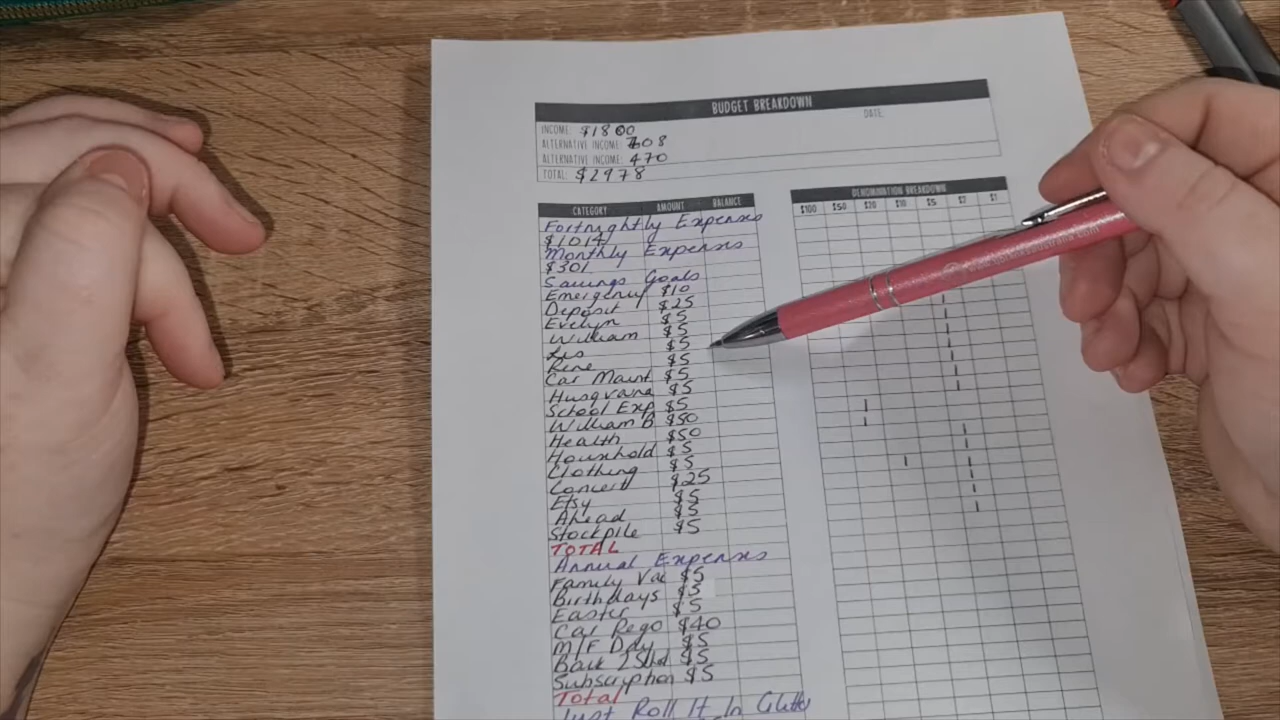 BUDGET BREAKDOWN
INCOME: $1800 DATE:
ALTERNATIVE INCOME: 708
ALTERNATIVE INCOME: 470
TOTAL: $2978
CATEGORY AMOUNT BALANCE
Fortnightly Expenses
$1014
Monthly Expenses
$301
Savings Goals
Emergency $10
Deposit $25
Evelyn $5
William $5
$5
Rene $5
Car Maint $5
Husqvarna $5
School Exp $5
William B $50
Health $50
Household $5
Clothing $5
Concert $25
Etsy $5
Ahead $5
Stockpile $5
TOTAL
Annual Expenses
Family Vac $5
Birthdays $5
Easter $5
Car Rego $40
M/F Day $5
Back 2 Schol $5
Subscription $5
Total
Just Roll It In Glitter
DENOMINATION BREAKDOWN
$100 $50 $20 $10 $5 $2 $1